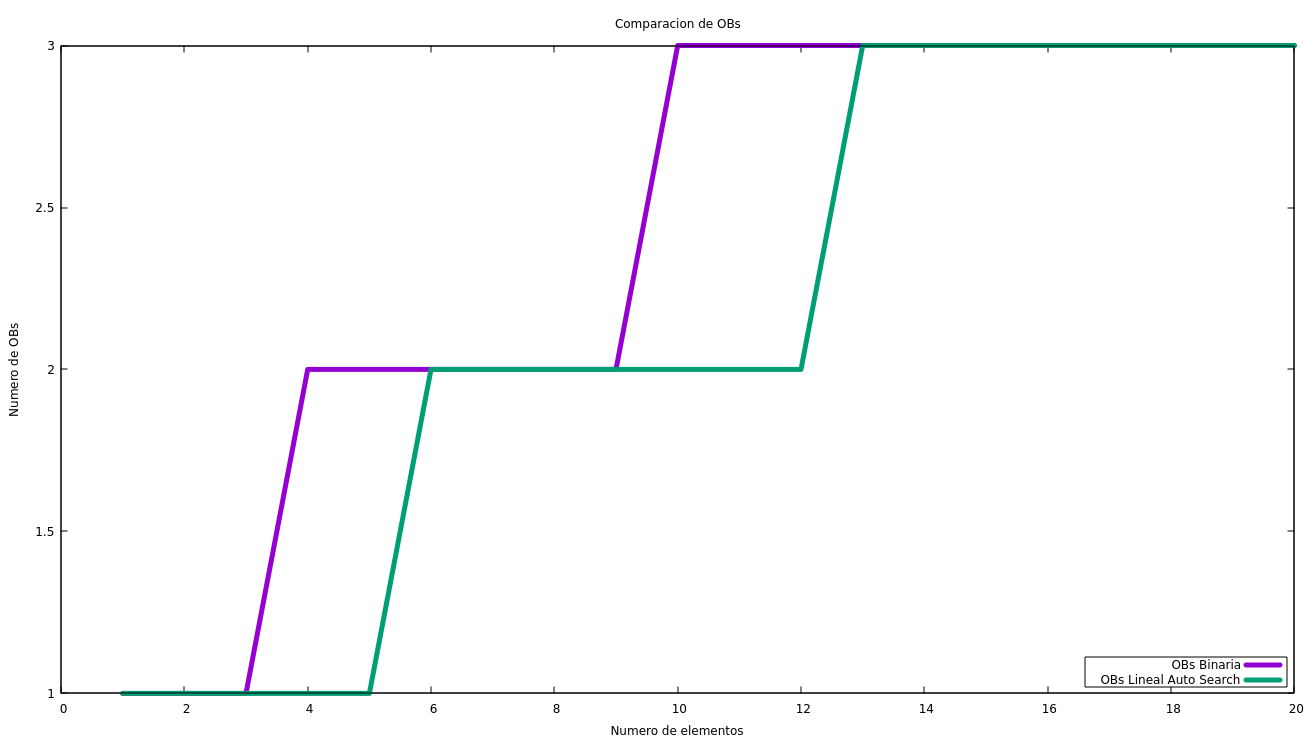 Comparacion de OBs
3
2.5
2
1.5
1
Numero de OBs
0 2 4 6 8 10 12 14 16 18 20
Numero de elementos
OBs Binaria
OBs Lineal Auto Search